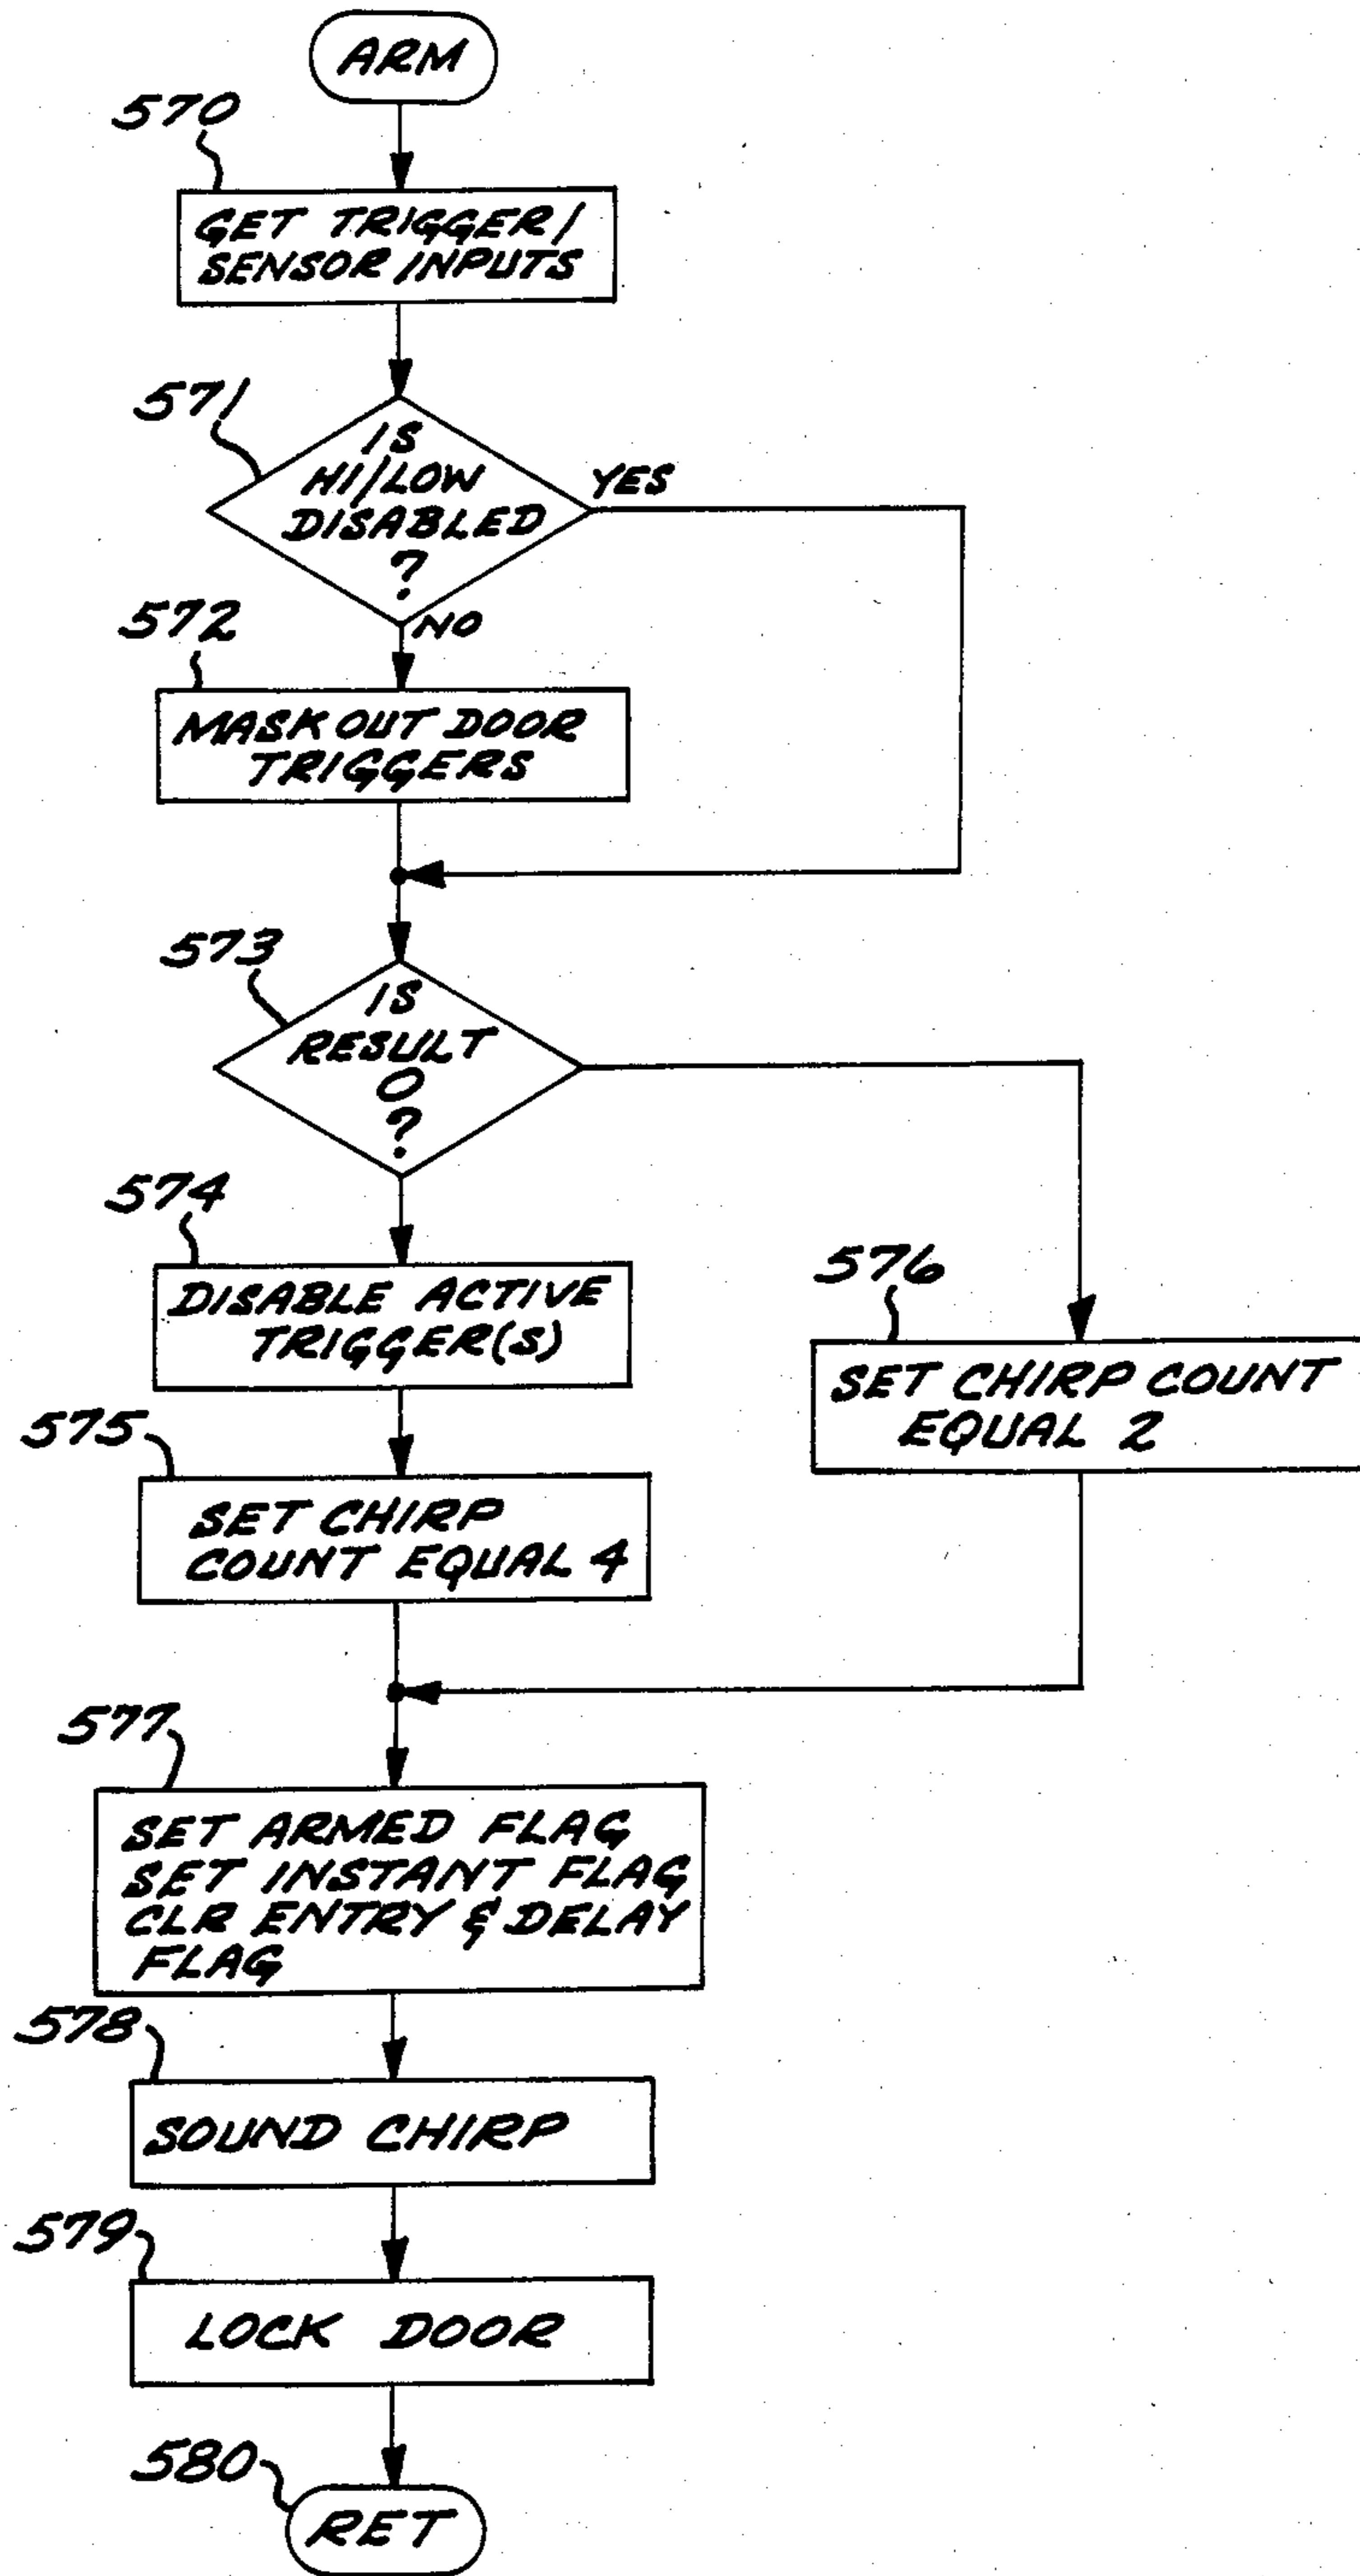 ARM
570
GET TRIGGER/
SENSOR INPUTS
571
IS
HI/LOW
DISABLED
?
YES
NO
572
MASK OUT DOOR
TRIGGERS
573
IS
RESULT
0
?
574
DISABLE ACTIVE
TRIGGER(S)
575
SET CHIRP
COUNT EQUAL 4
576
SET CHIRP COUNT
EQUAL 2
577
SET ARMED FLAG
SET INSTANT FLAG
CLR ENTRY & DELAY
FLAG
578
SOUND CHIRP
579
LOCK DOOR
580
RET